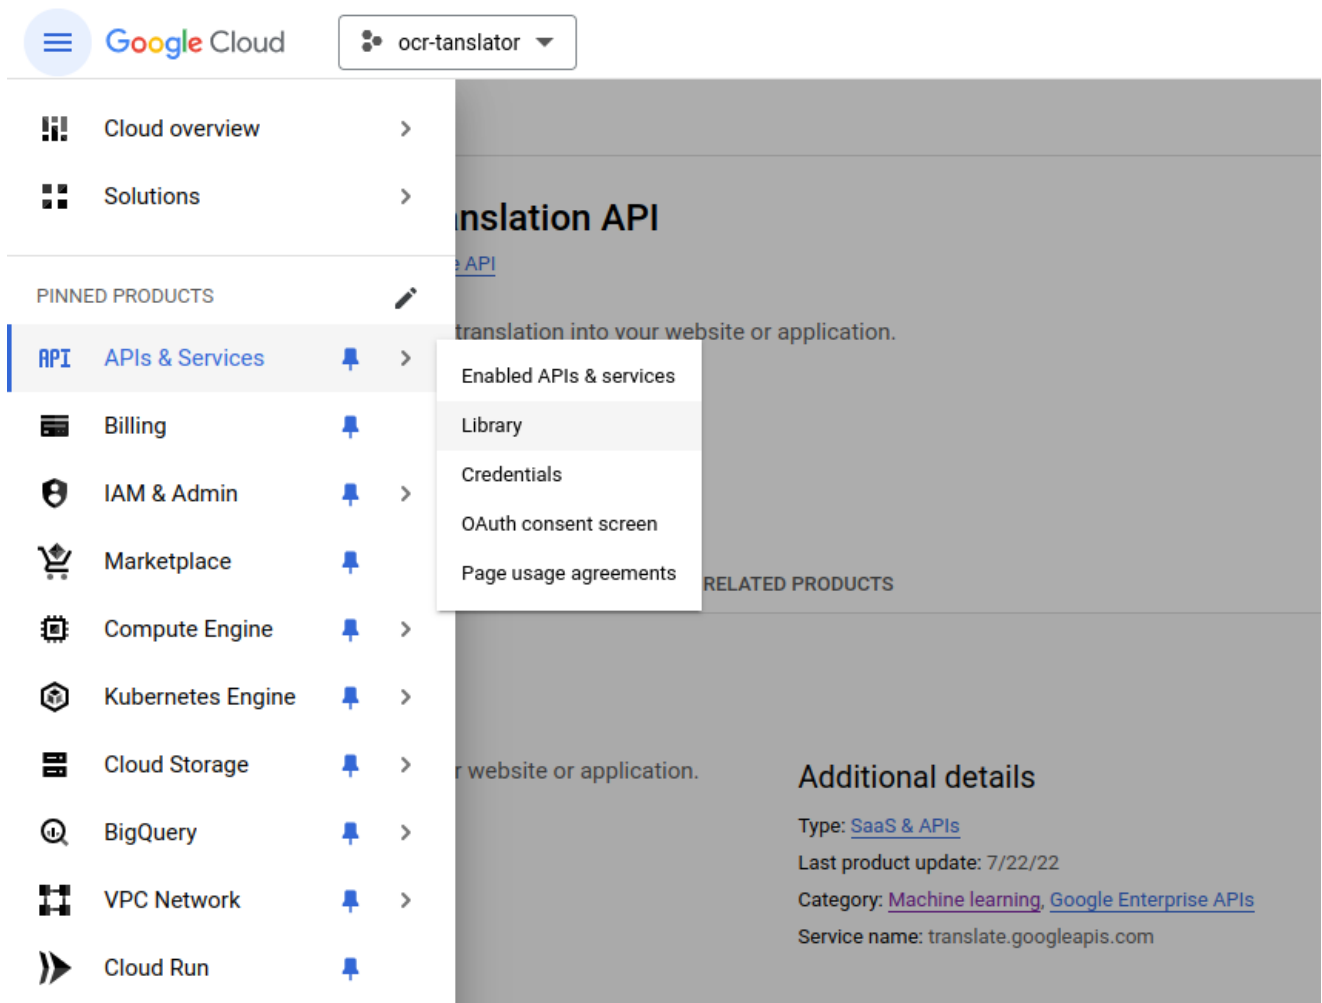 Google Cloud
ocr-tanslator
Cloud overview
Solutions
PINNED PRODUCTS
API APIs & Services
Billing
IAM & Admin
Marketplace
Compute Engine
Kubernetes Engine
Cloud Storage
BigQuery
VPC Network
Cloud Run
Enabled APIs & services
Library
Credentials
OAuth consent screen
Page usage agreements
anslation API
e API
translation into your website or application.
RELATED PRODUCTS
r website or application.
Additional details
Type: SaaS & APIs
Last product update: 7/22/22
Category: Machine learning, Google Enterprise APIs
Service name: translate.googleapis.com